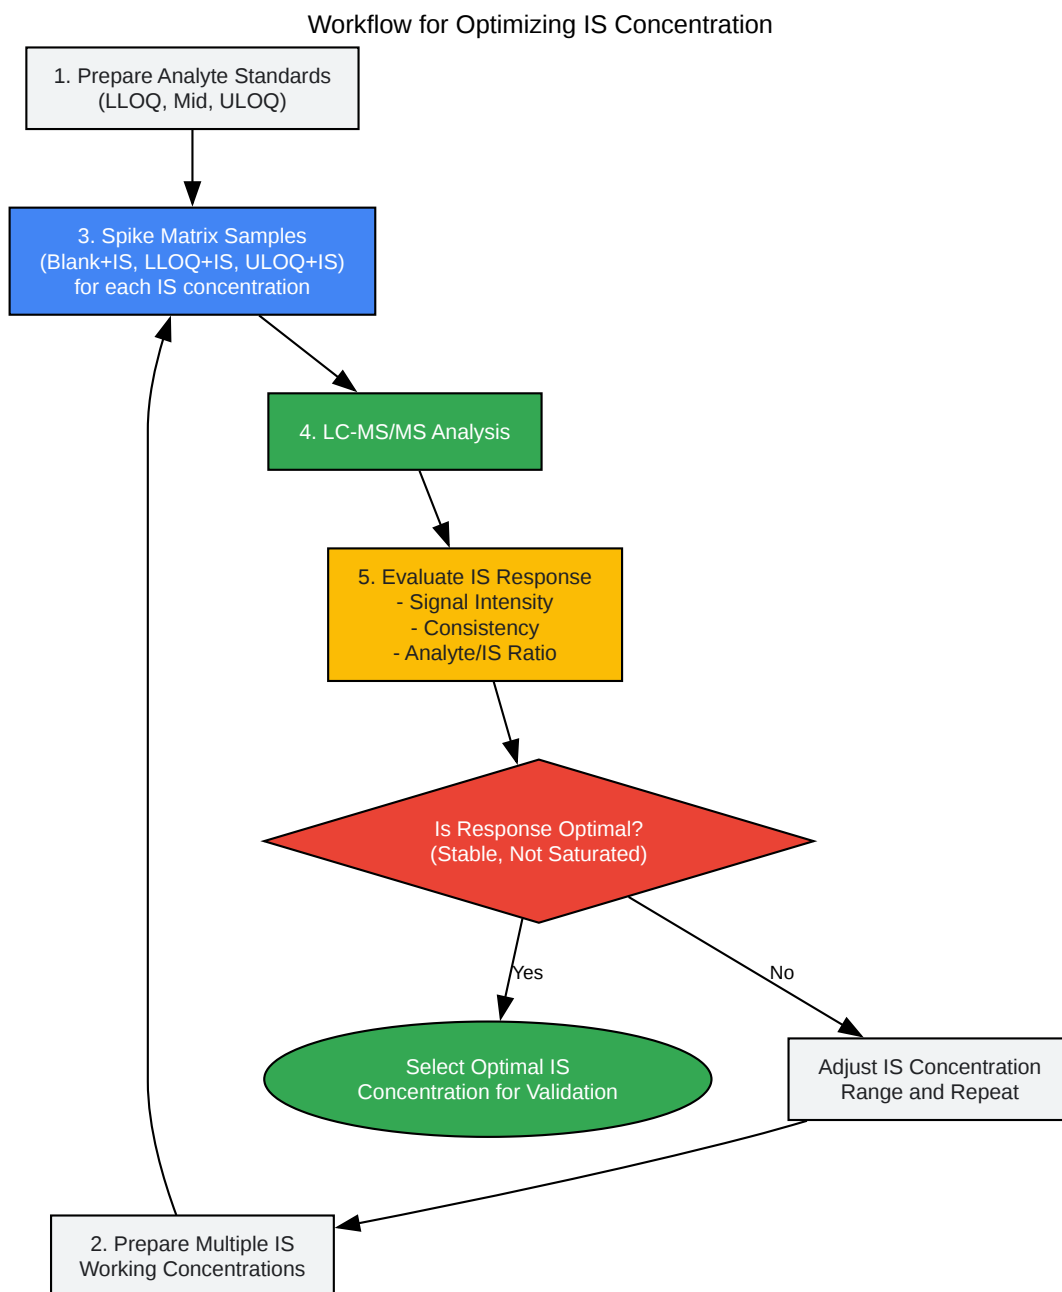 Workflow for Optimizing IS Concentration
1. Prepare Analyte Standards
(LLOQ, Mid, ULOQ)
3. Spike Matrix Samples
(Blank+IS, LLOQ+IS, ULOQ+IS)
for each IS concentration
4. LC-MS/MS Analysis
5. Evaluate IS Response
- Signal Intensity
- Consistency
- Analyte/IS Ratio
Is Response Optimal?
(Stable, Not Saturated)
Yes
No
Select Optimal IS
Concentration for Validation
Adjust IS Concentration
Range and Repeat
2. Prepare Multiple IS
Working Concentrations